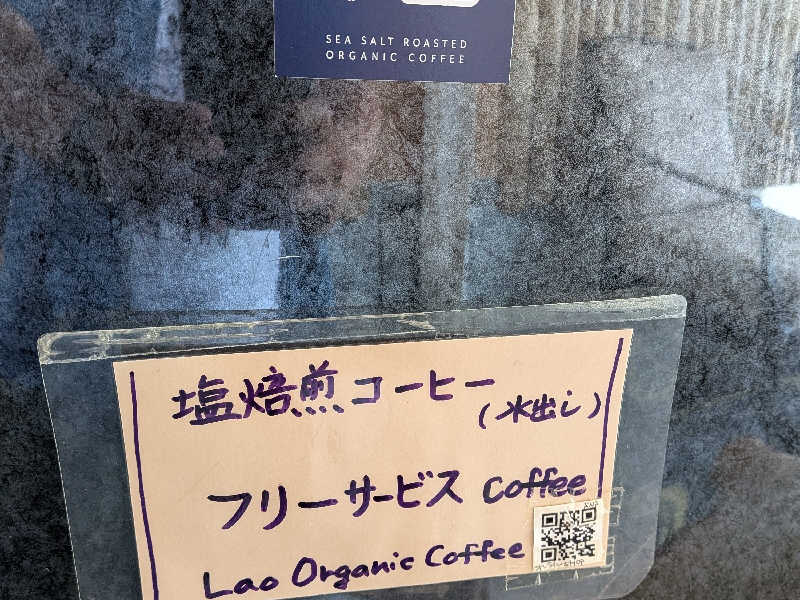 SEA SALT ROASTED
ORGANIC COFFEE
塩焙煎コーヒー
(水出し)
フリーサービス Coffee
Lao Organic Coffee